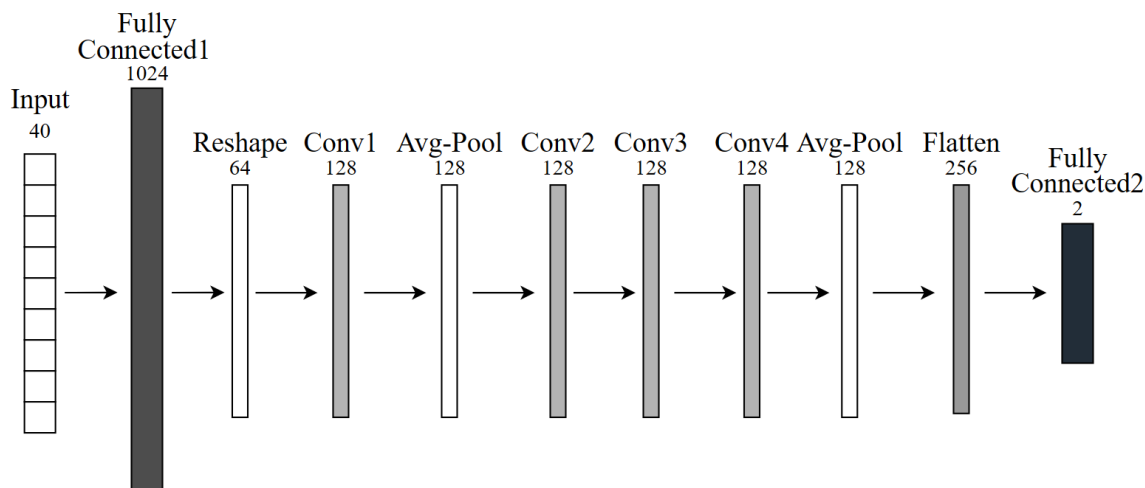 Input
40
Fully
Connected1
1024
Reshape
64
Conv1
128
Avg-Pool
128
Conv2
128
Conv3
128
Conv4
128
Avg-Pool
128
Flatten
256
Fully
Connected2
2